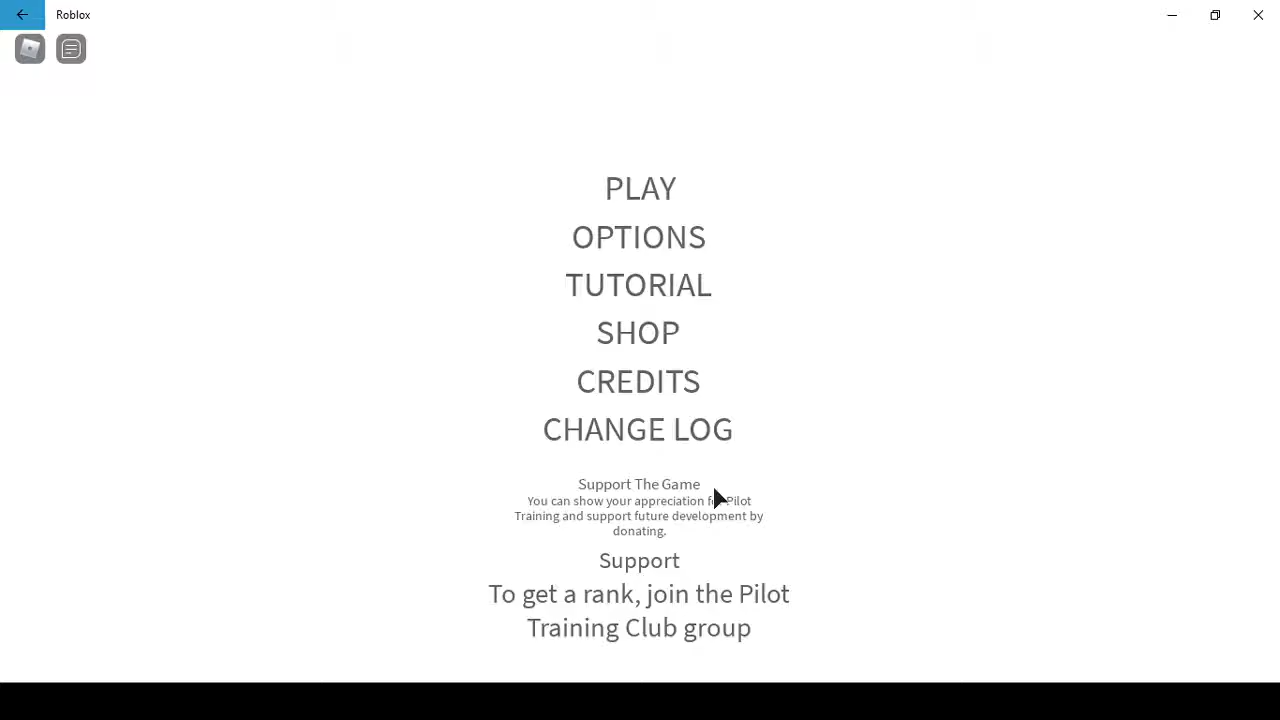 Roblox
PLAY
OPTIONS
TUTORIAL
SHOP
CREDITS
CHANGE LOG
Support The Game
You can show your appreciation for Pilot
Training and support future development by
donating.
Support
To get a rank, join the Pilot
Training Club group